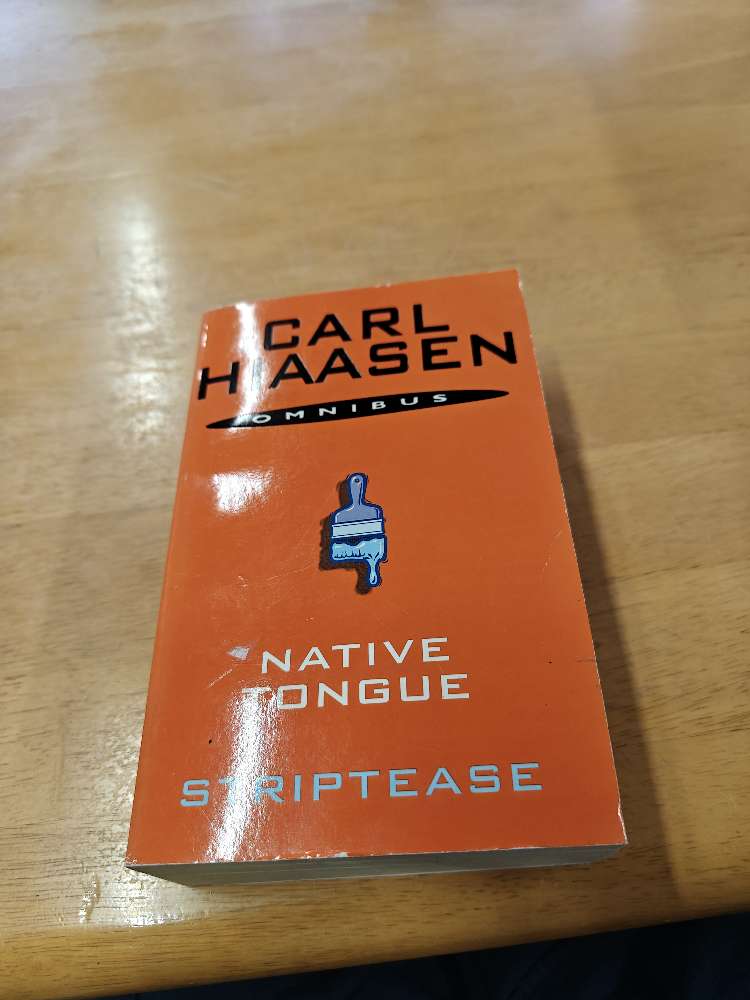 CARL
HIAASEN
OMNIBUS
NATIVE
TONGUE
STRIPTEASE